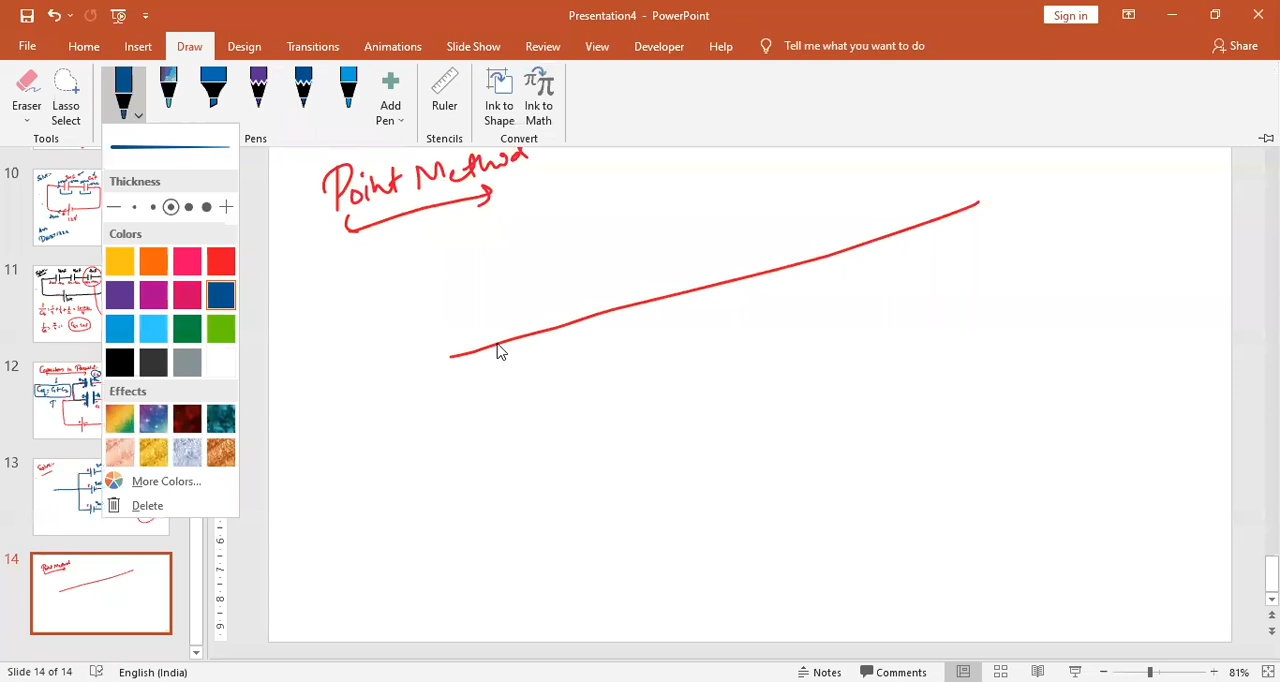 Presentation4 - PowerPoint
Sign in
File Home Insert Draw Design Transitions Animations Slide Show Review View Developer Help Tell me what you want to do Share
Eraser
Lasso
Select
Add
Pen
Ruler
Ink to
Shape
Ink to
Math
Tools
Pens
Stencils
Convert
Thickness
Colors
Effects
More Colors...
Delete
10
11
12
13
14
Point Method
Slide 14 of 14
English (India)
Notes
Comments
81%